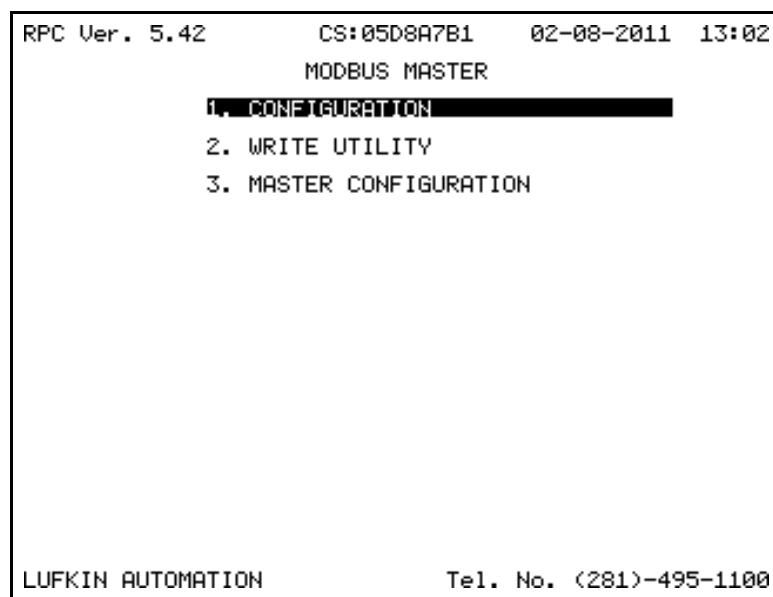 RPC Ver. 5.42 CS:05D8A7B1 02-08-2011 13:02
MODBUS MASTER
1. CONFIGURATION
2. WRITE UTILITY
3. MASTER CONFIGURATION
LUFKIN AUTOMATION Tel. No. (281)-495-1100